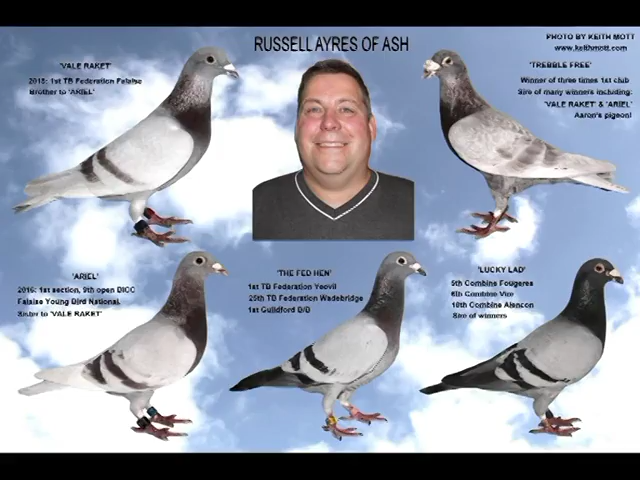 RUSSELL AYRES OF ASH
PHOTO BY KEITH MOTT
www.keithmott.com
'VALE RAKET'
2015: 1st TB Federation Falaise
Brother to 'ARIEL'
'TREBBLE FREE'
Winner of three times 1st club
Sire of many winners including:
'VALE RAKET' & 'ARIEL'
Aaron's pigeon!
'ARIEL'
2016: 1st section, 9th open BICC
Falaise Young Bird National.
Sister to 'VALE RAKET'
'THE FED HEN'
1st TB Federation Yeovil
25th TB Federation Wadebridge
1st Guildford B/B
'LUCKY LAD'
5th Combine Fougeres
6th Combine Vire
10th Combine Alencon
Sire of winners